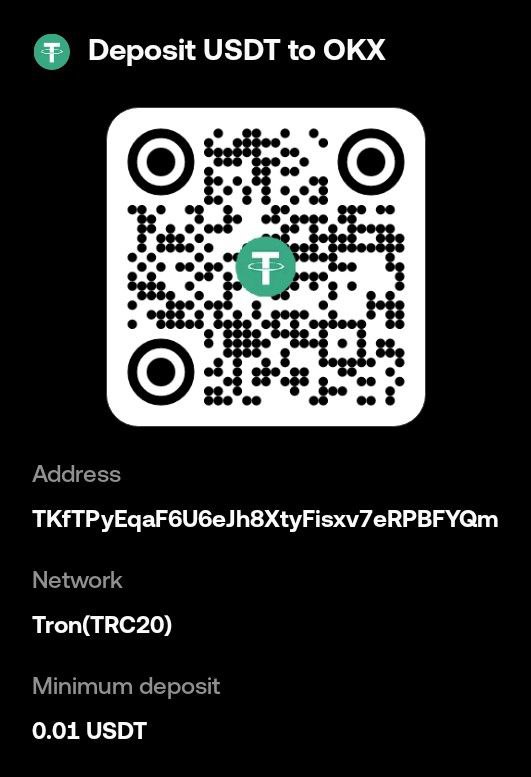 Deposit USDT to OKX
Address
TKfTPyEqaF6U6eJh8XtyFisxv7eRPBFYQm
Network
Tron(TRC20)
Minimum deposit
0.01 USDT